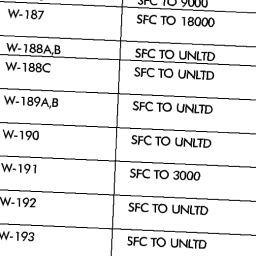 SFC TO 9000
W-187 SFC TO 18000
W-188A,B SFC TO UNLTD
W-188C SFC TO UNLTD
W-189A,B SFC TO UNLTD
W-190 SFC TO UNLTD
W-191 SFC TO 3000
W-192 SFC TO UNLTD
W-193 SFC TO UNLTD